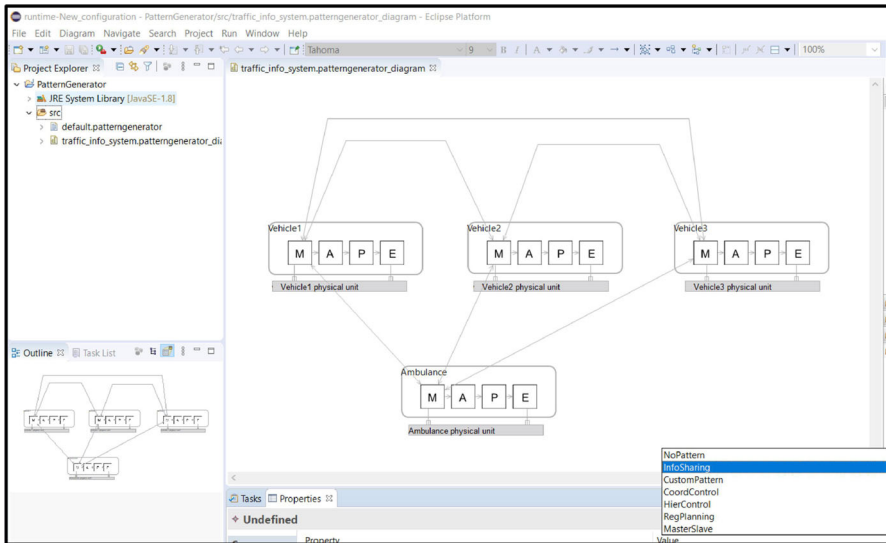 runtime-New_configuration - PatternGenerator/src/traffic_info_system.patterngenerator_diagram - Eclipse Platform
File Edit Diagram Navigate Search Project Run Window Help
Tahoma 9 B I A 100%
Project Explorer
PatternGenerator
JRE System Library [JavaSE-1.8]
src
default.patterngenerator
traffic_info_system.patterngenerator_di
Outline Task List
traffic_info_system.patterngenerator_diagram
Vehicle1 Vehicle2 Vehicle3
M A P E M A P E M A P E
Vehicle1 physical unit Vehicle2 physical unit Vehicle3 physical unit
Ambulance
M A P E
Ambulance physical unit
Tasks Properties
Undefined
Property Value
NoPattern
InfoSharing
CustomPattern
CoordControl
HierControl
RegPlanning
MasterSlave